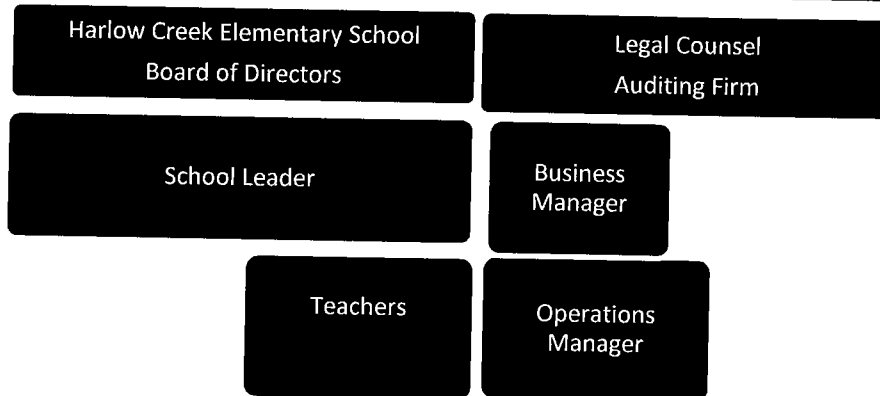 Harlow Creek Elementary School
Board of Directors
Legal Counsel
Auditing Firm
School Leader
Business
Manager
Teachers
Operations
Manager